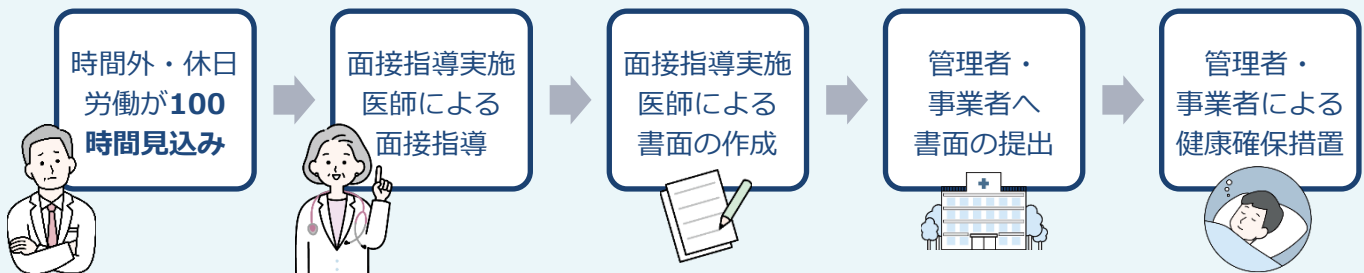 時間外・休日
労働が100
時間見込み
面接指導実施
医師による
面接指導
面接指導実施
医師による
書面の作成
管理者・
事業者へ
書面の提出
管理者・
事業者による
健康確保措置